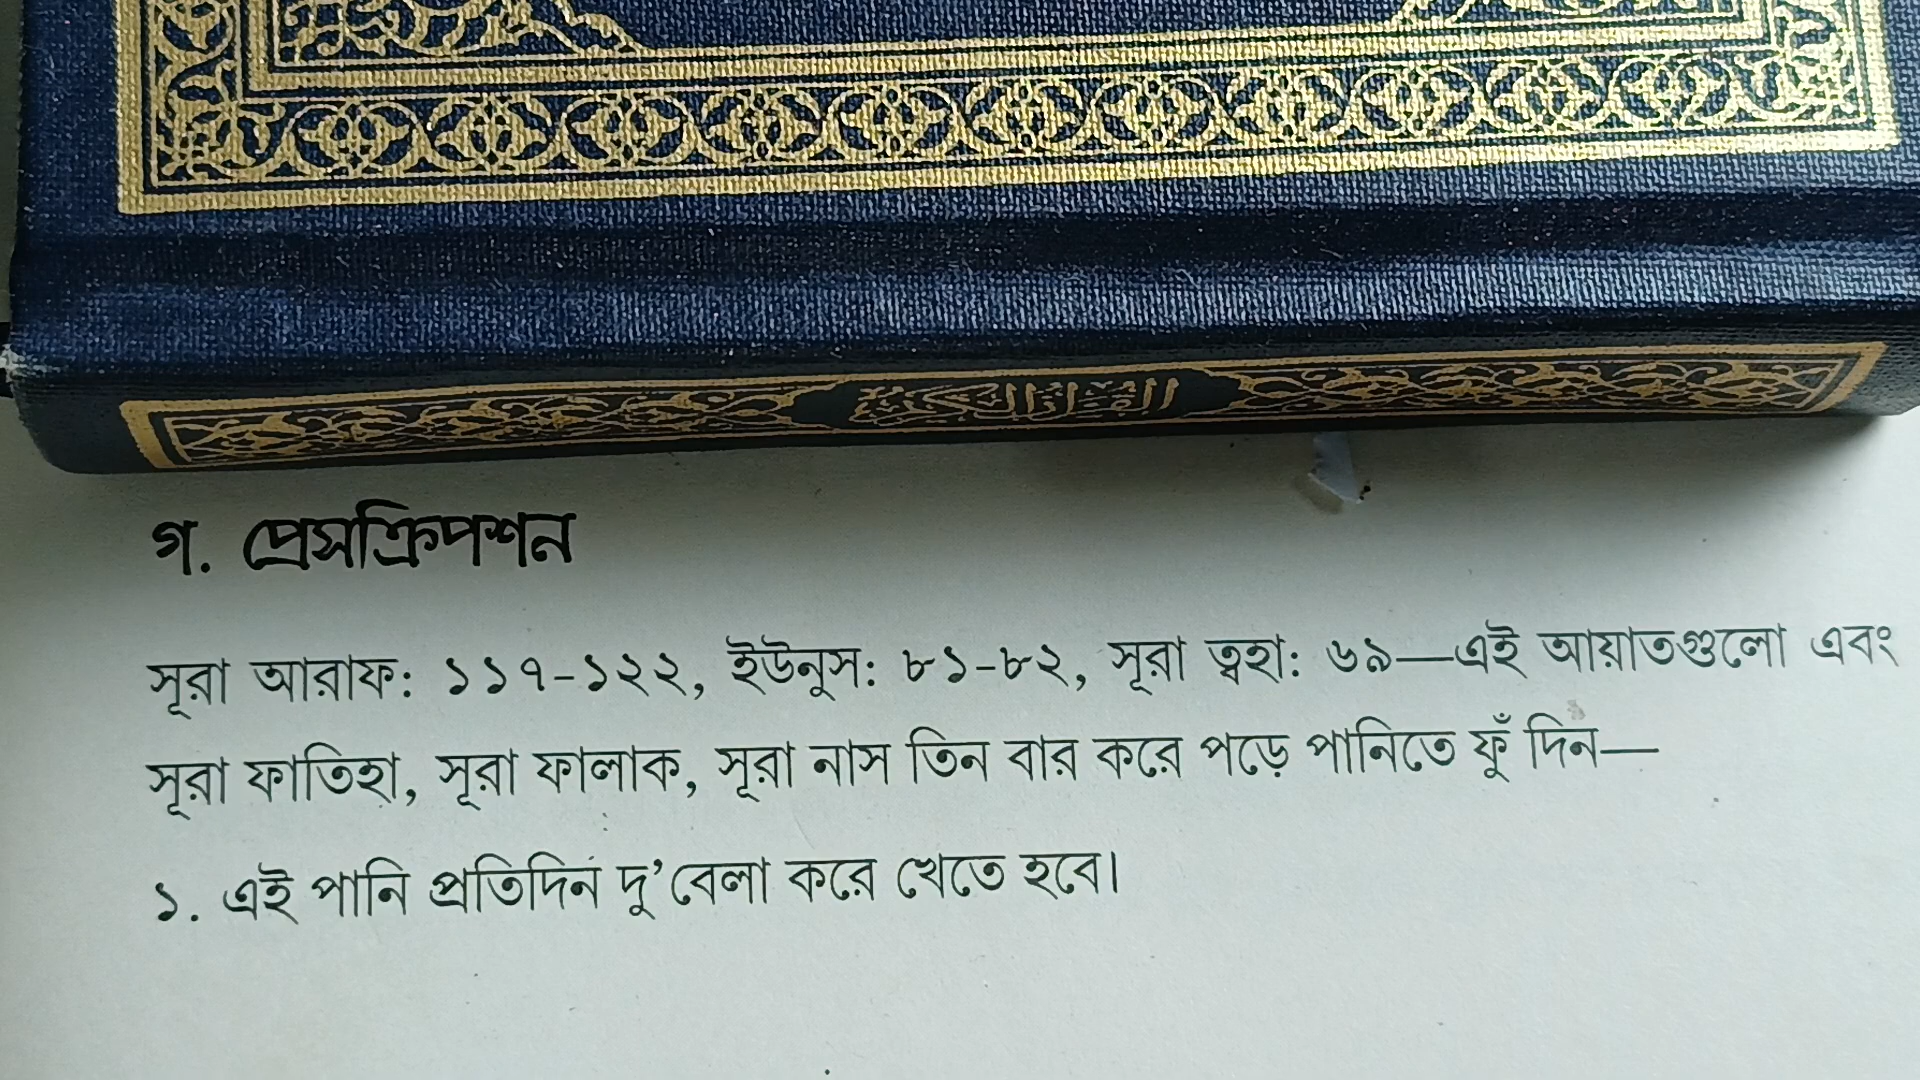 গ. প্রেসক্রিপশন
সূরা আরাফ: ১১৭-১২২, ইউনুস: ৮১-৮২, সূরা ত্বহা: ৬৯—এই আয়াতগুলো এবং
সূরা ফাতিহা, সূরা ফালাক, সূরা নাস তিন বার করে পড়ে পানিতে ফুঁ দিন—
১. এই পানি প্রতিদিন দু’বেলা করে খেতে হবে।